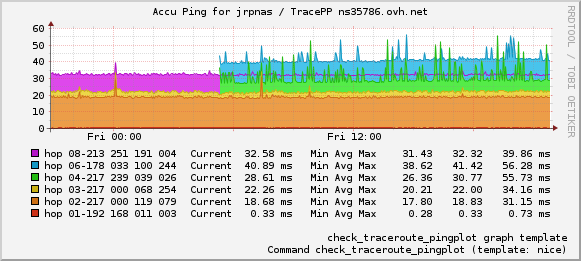 Accu Ping for jrpnas / TracePP ns35786.ovh.net
RRDTOOL / TOBI OETIKER
60
50
40
30
20
10
0
Fri 00:00 Fri 12:00
hop 08-213 251 191 004 Current 32.58 ms Min Avg Max 31.43 32.32 39.86 ms
hop 06-178 033 100 244 Current 40.89 ms Min Avg Max 38.62 41.42 56.28 ms
hop 04-217 239 039 026 Current 28.61 ms Min Avg Max 26.36 30.77 55.73 ms
hop 03-217 000 068 254 Current 22.26 ms Min Avg Max 20.21 22.00 34.16 ms
hop 02-217 000 119 079 Current 18.68 ms Min Avg Max 17.80 18.83 31.15 ms
hop 01-192 168 011 003 Current 0.33 ms Min Avg Max 0.28 0.33 0.73 ms
check_traceroute_pingplot graph template
Command check_traceroute_pingplot (template: nice)